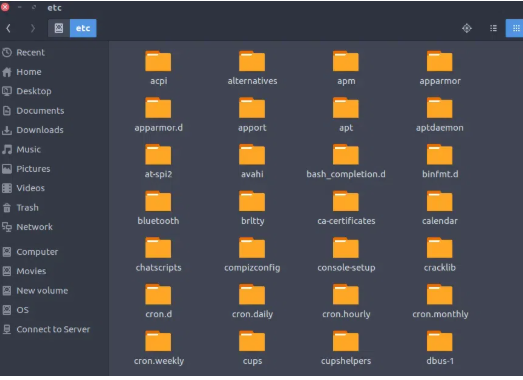 etc
etc
Recent
Home
Desktop
Documents
Downloads
Music
Pictures
Videos
Trash
Network
Computer
Movies
New volume
OS
Connect to Server
acpi alternatives apm apparmor
apparmor.d apport apt aptdaemon
at-spi2 avahi bash_completion.d binfmt.d
bluetooth brltty ca-certificates calendar
chatscripts compizconfig console-setup cracklib
cron.d cron.daily cron.hourly cron.monthly
cron.weekly cups cupshelpers dbus-1